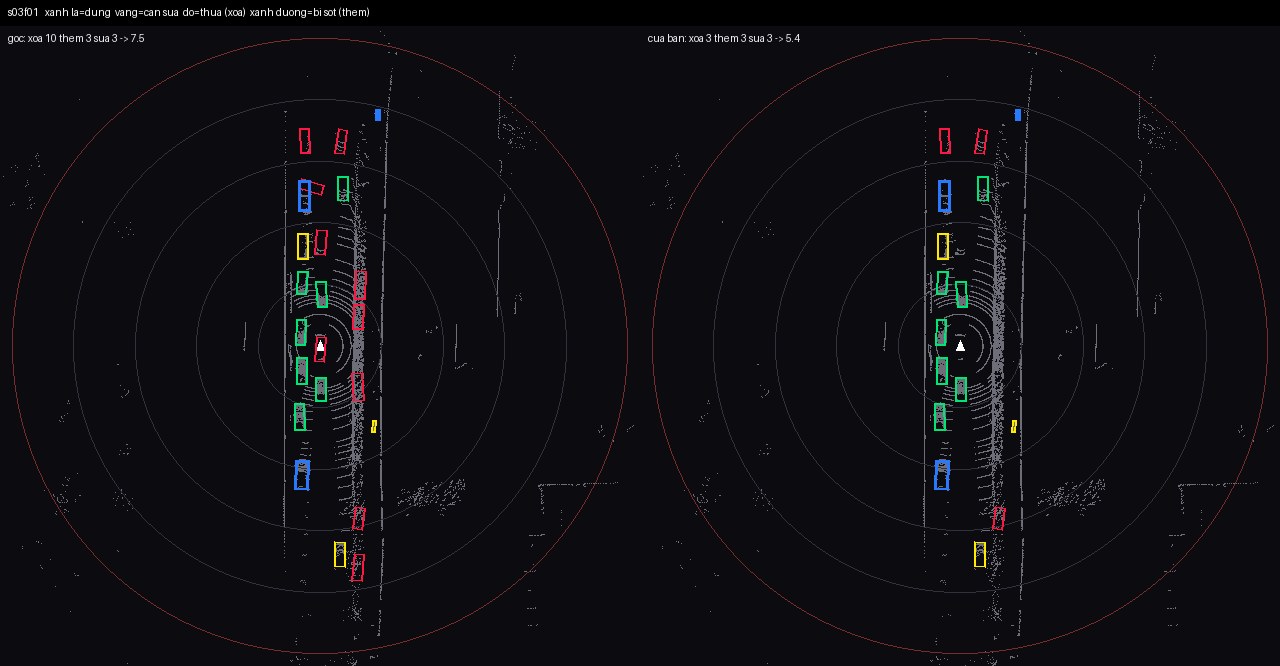 s03f01 xanh la=dung vang=can sua do=thua (xoa) xanh duong=bi sot (them)
goc: xoa 10 them 3 sua 3 -> 7.5
cua ban: xoa 3 them 3 sua 3 -> 5.4